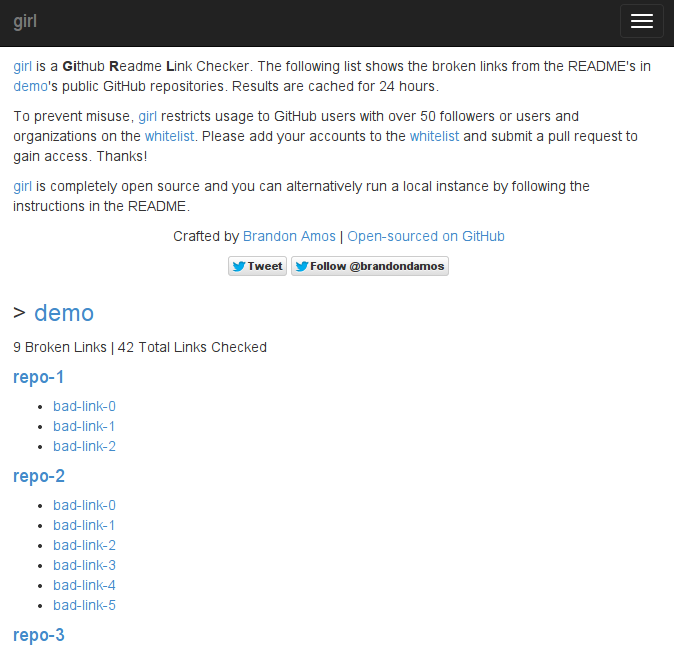 girl
girl is a Github Readme Link Checker. The following list shows the broken links from the README's in
demo's public GitHub repositories. Results are cached for 24 hours.
To prevent misuse, girl restricts usage to GitHub users with over 50 followers or users and
organizations on the whitelist. Please add your accounts to the whitelist and submit a pull request to
gain access. Thanks!
girl is completely open source and you can alternatively run a local instance by following the
instructions in the README.
Crafted by Brandon Amos | Open-sourced on GitHub
Tweet Follow @brandondamos
> demo
9 Broken Links | 42 Total Links Checked
repo-1
• bad-link-0
• bad-link-1
• bad-link-2
repo-2
• bad-link-0
• bad-link-1
• bad-link-2
• bad-link-3
• bad-link-4
• bad-link-5
repo-3